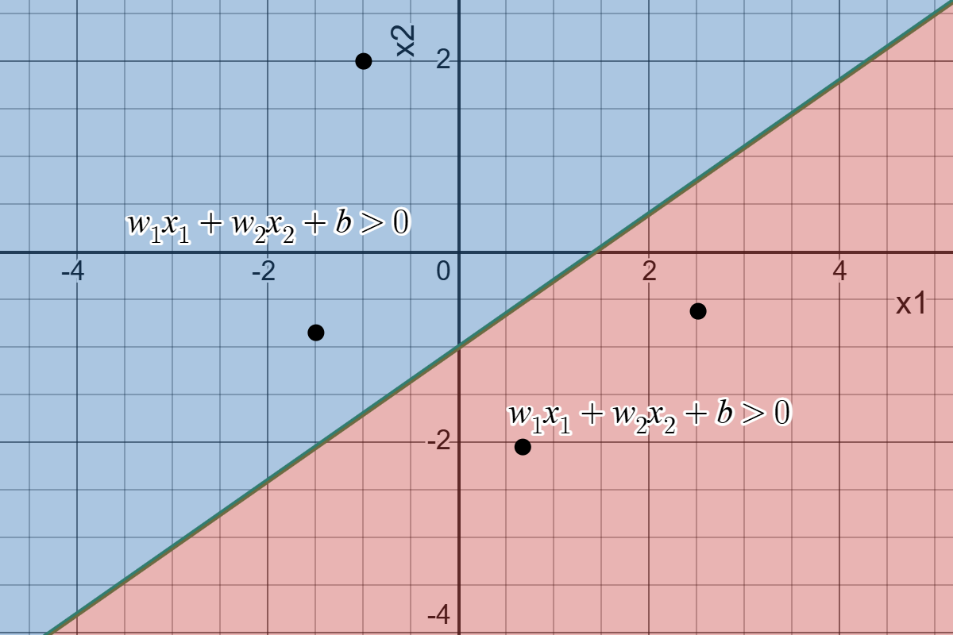 x2
2
w₁x₁ + w₂x₂ + b > 0
-4 -2 0 2 4
x1
w₁x₁ + w₂x₂ + b > 0
-2
-4